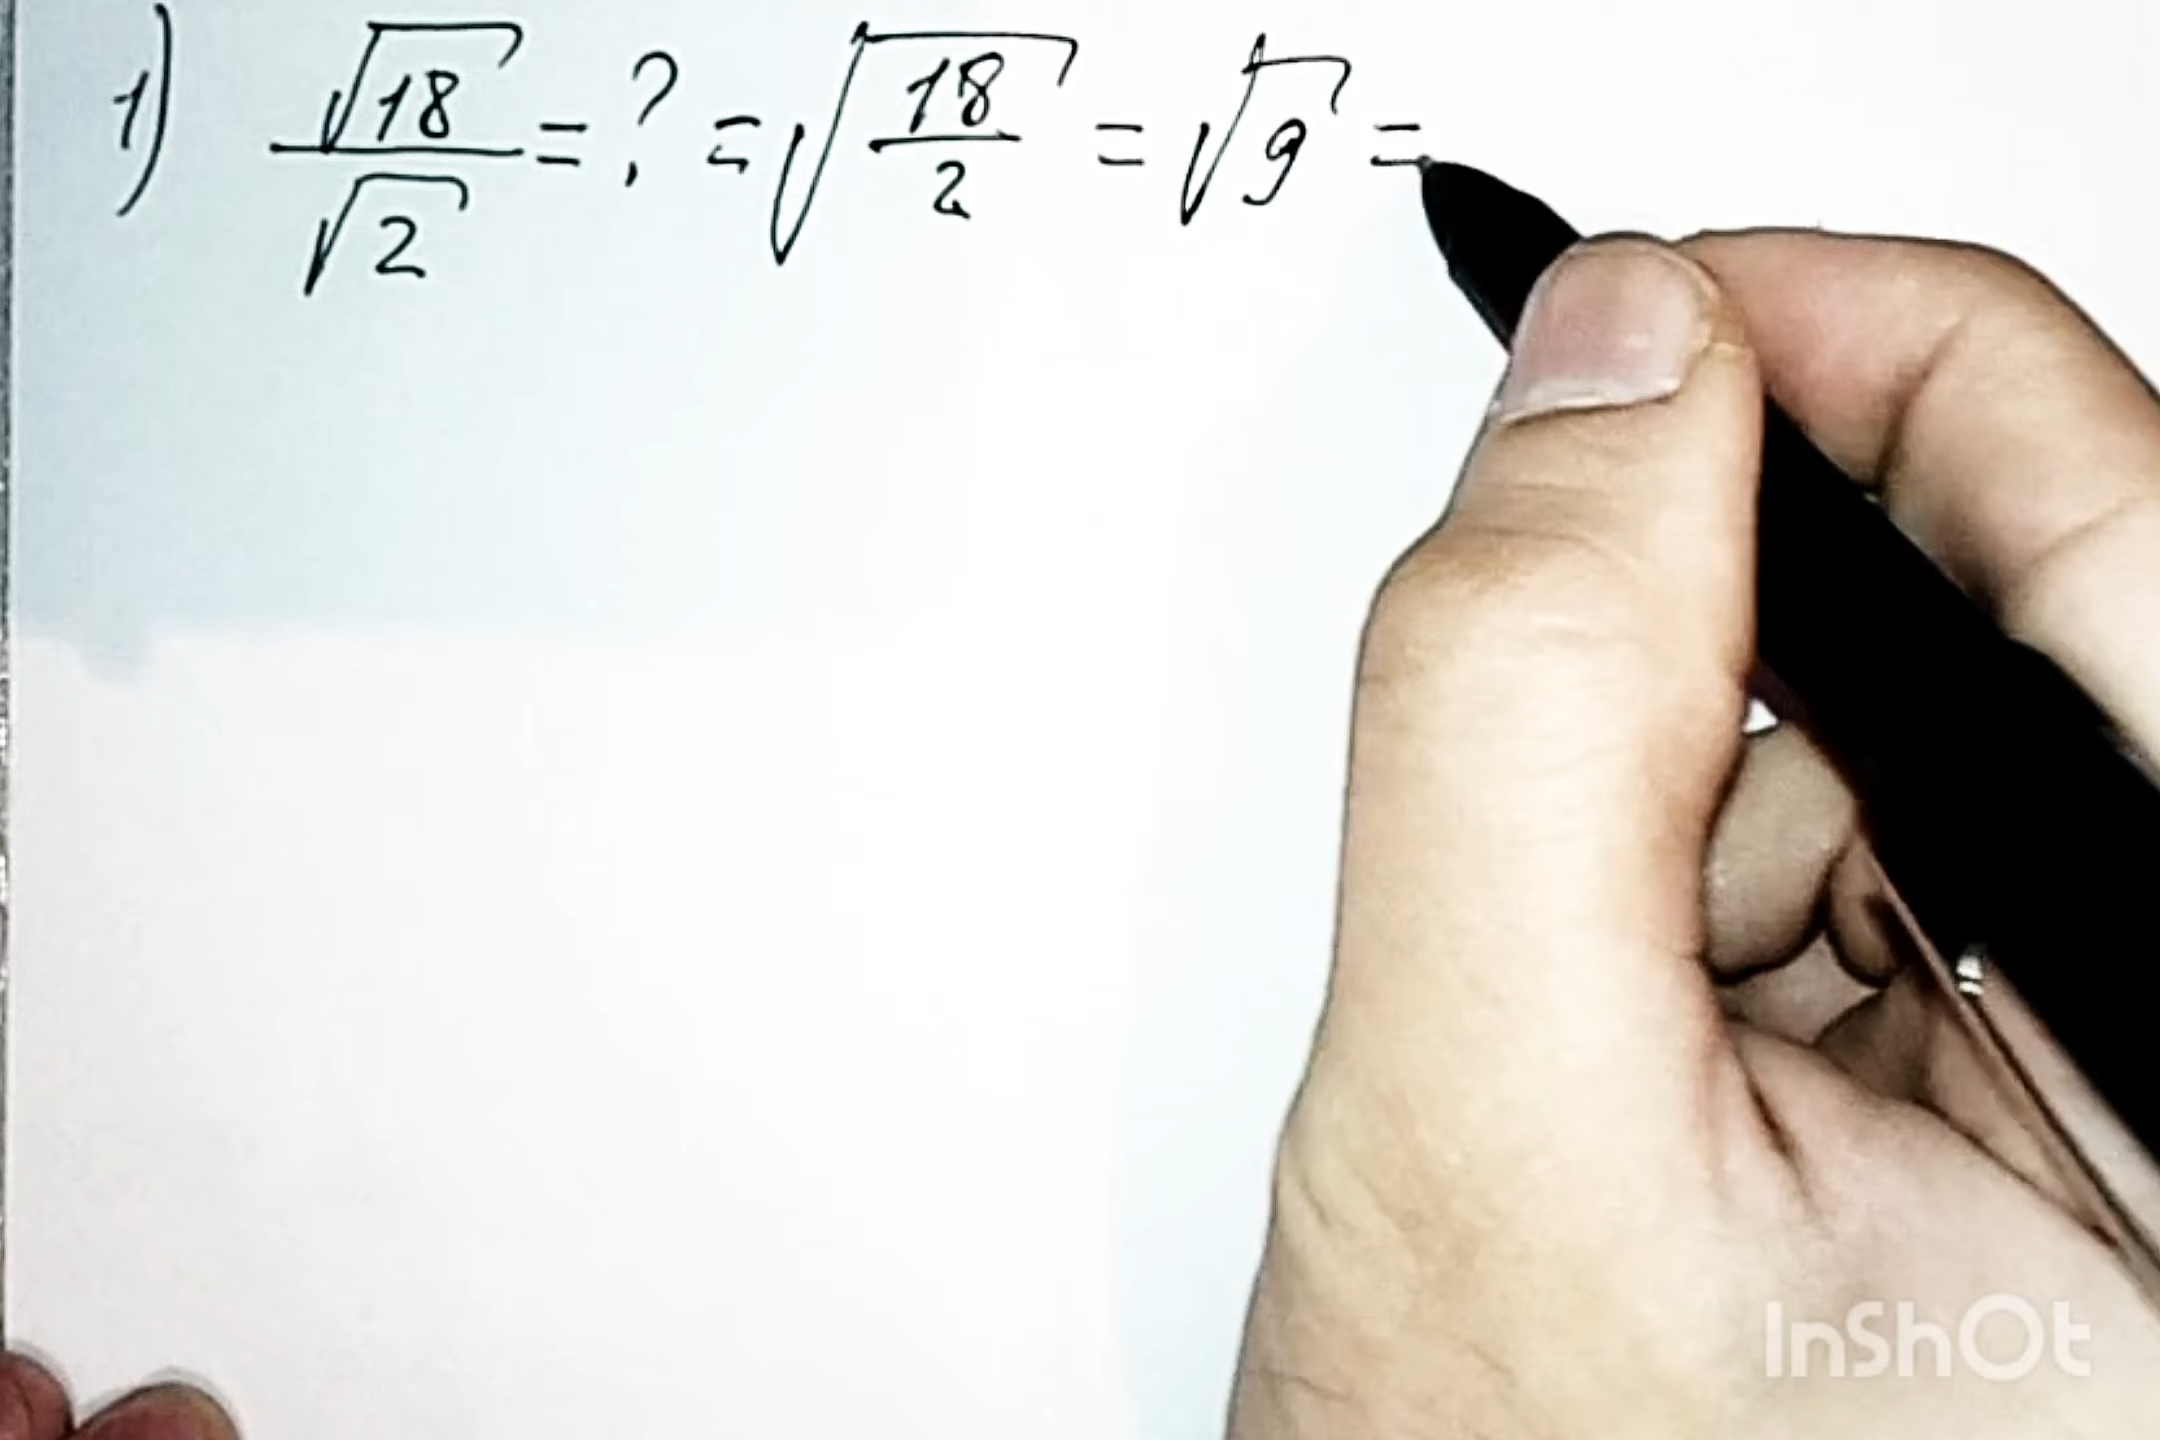 1) √18/√2 = ? = √(18/2) = √9 =
InShOt